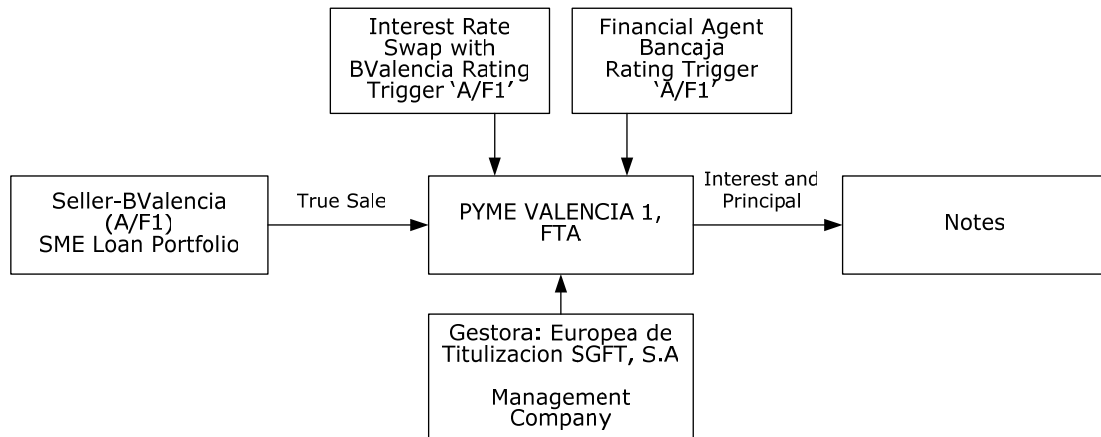 Interest Rate
Swap with
BValencia Rating
Trigger ‘A/F1’
Financial Agent
Bancaja
Rating Trigger
‘A/F1’
Seller-BValencia
(A/F1)
SME Loan Portfolio
True Sale
PYME VALENCIA 1,
FTA
Interest and
Principal
Notes
Gestora: Europea de
Titulizacion SGFT, S.A
Management
Company